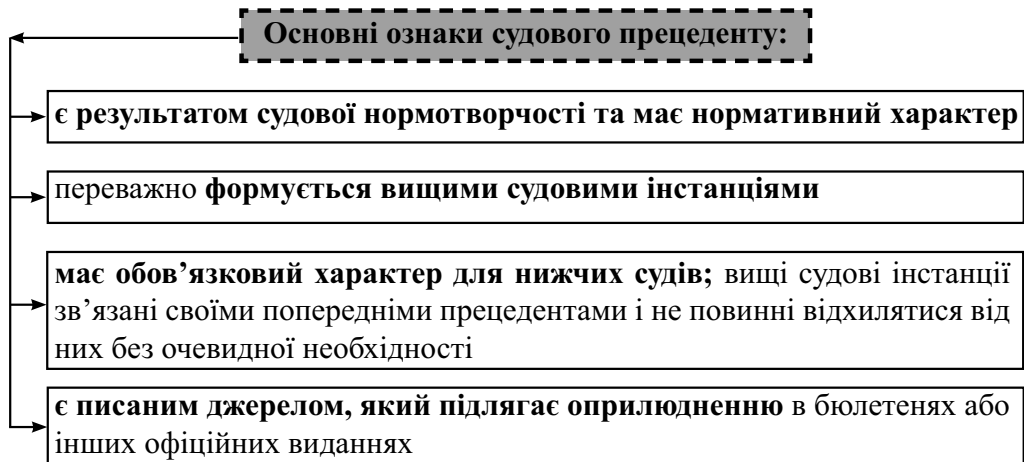 Основні ознаки судового прецеденту:
є результатом судової нормотворчості та має нормативний характер
переважно формується вищими судовими інстанціями
має обов’язковий характер для нижчих судів; вищі судові інстанції
зв’язані своїми попередніми прецедентами і не повинні відхилятися від
них без очевидної необхідності
є писаним джерелом, який підлягає оприлюдненню в бюлетенях або
інших офіційних виданнях